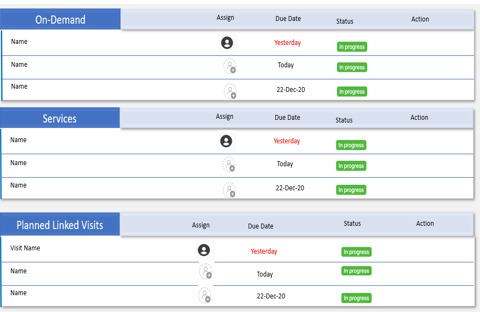 On-Demand Assign Due Date Status Action
Name Yesterday In progress
Name Today In progress
Name 22-Dec-20 In progress
Services Assign Due Date Status Action
Name Yesterday In progress
Name Today In progress
Name 22-Dec-20 In progress
Planned Linked Visits Assign Due Date Status Action
Visit Name Yesterday In progress
Name Today In progress
Name 22-Dec-20 In progress